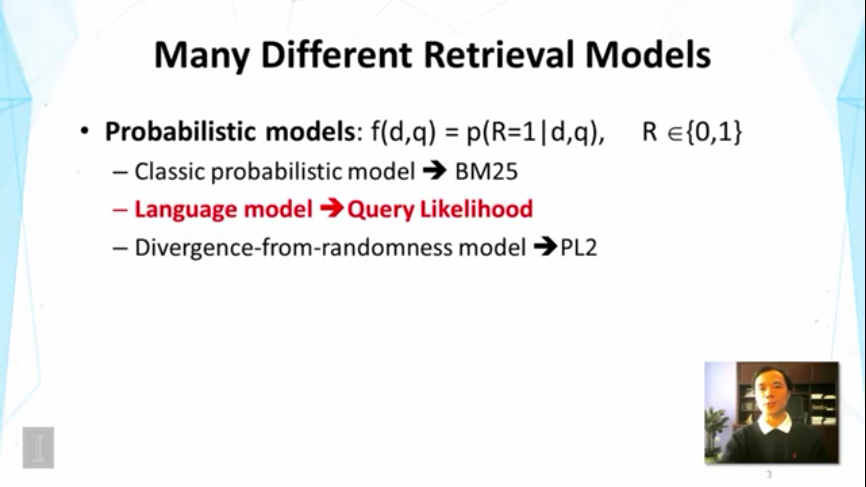 Many Different Retrieval Models
• Probabilistic models: f(d,q) = p(R=1|d,q), R ∈{0,1}
– Classic probabilistic model ➔ BM25
– Language model ➔Query Likelihood
– Divergence-from-randomness model ➔PL2
3